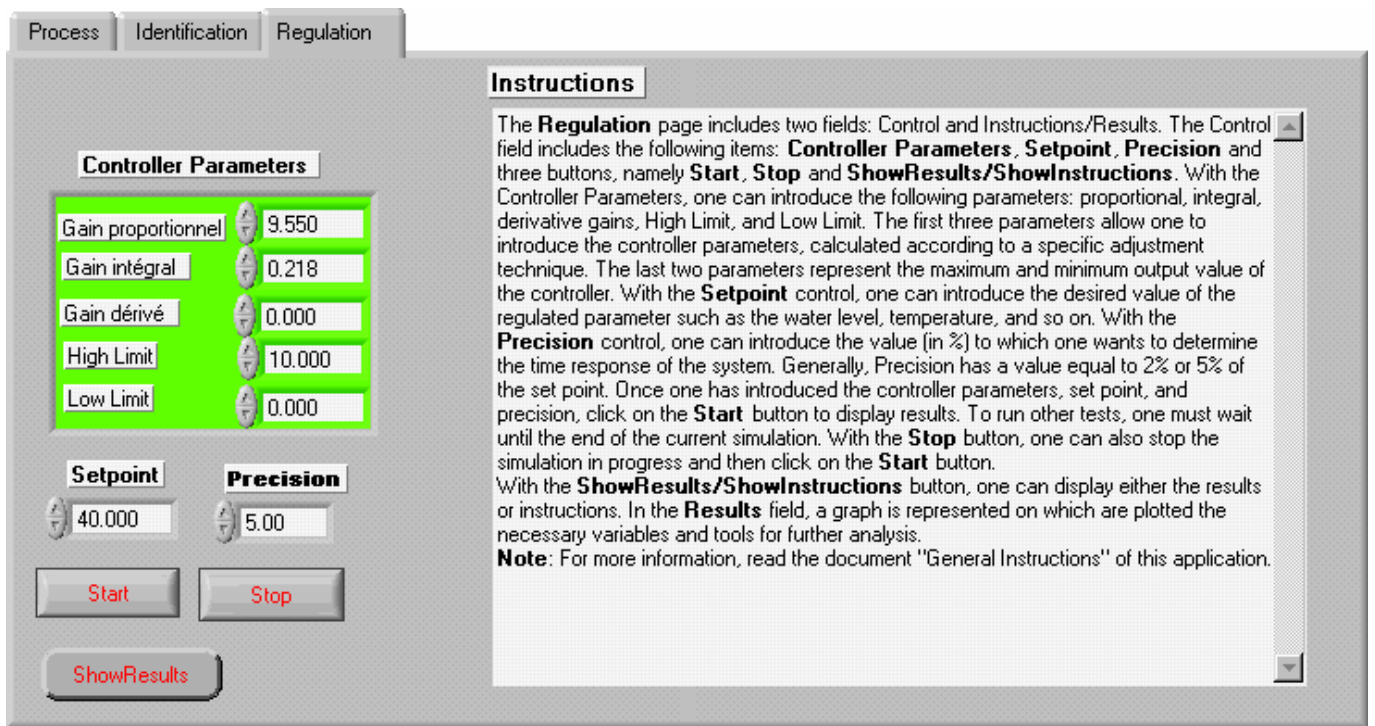 Process Identification Regulation
Controller Parameters
Gain proportionnel 9.550
Gain intégral 0.218
Gain dérivé 0.000
High Limit 10.000
Low Limit 0.000
Setpoint Precision
40.000 5.00
Start Stop
ShowResults
Instructions
The Regulation page includes two fields: Control and Instructions/Results. The Control
field includes the following items: Controller Parameters, Setpoint, Precision and
three buttons, namely Start, Stop and ShowResults/ShowInstructions. With the
Controller Parameters, one can introduce the following parameters: proportional, integral,
derivative gains, High Limit, and Low Limit. The first three parameters allow one to
introduce the controller parameters, calculated according to a specific adjustment
technique. The last two parameters represent the maximum and minimum output value of
the controller. With the Setpoint control, one can introduce the desired value of the
regulated parameter such as the water level, temperature, and so on. With the
Precision control, one can introduce the value (in %) to which one wants to determine
the time response of the system. Generally, Precision has a value equal to 2% or 5% of
the set point. Once one has introduced the controller parameters, set point, and
precision, click on the Start button to display results. To run other tests, one must wait
until the end of the current simulation. With the Stop button, one can also stop the
simulation in progress and then click on the Start button.
With the ShowResults/ShowInstructions button, one can display either the results
or instructions. In the Results field, a graph is represented on which are plotted the
necessary variables and tools for further analysis.
Note: For more information, read the document "General Instructions" of this application.